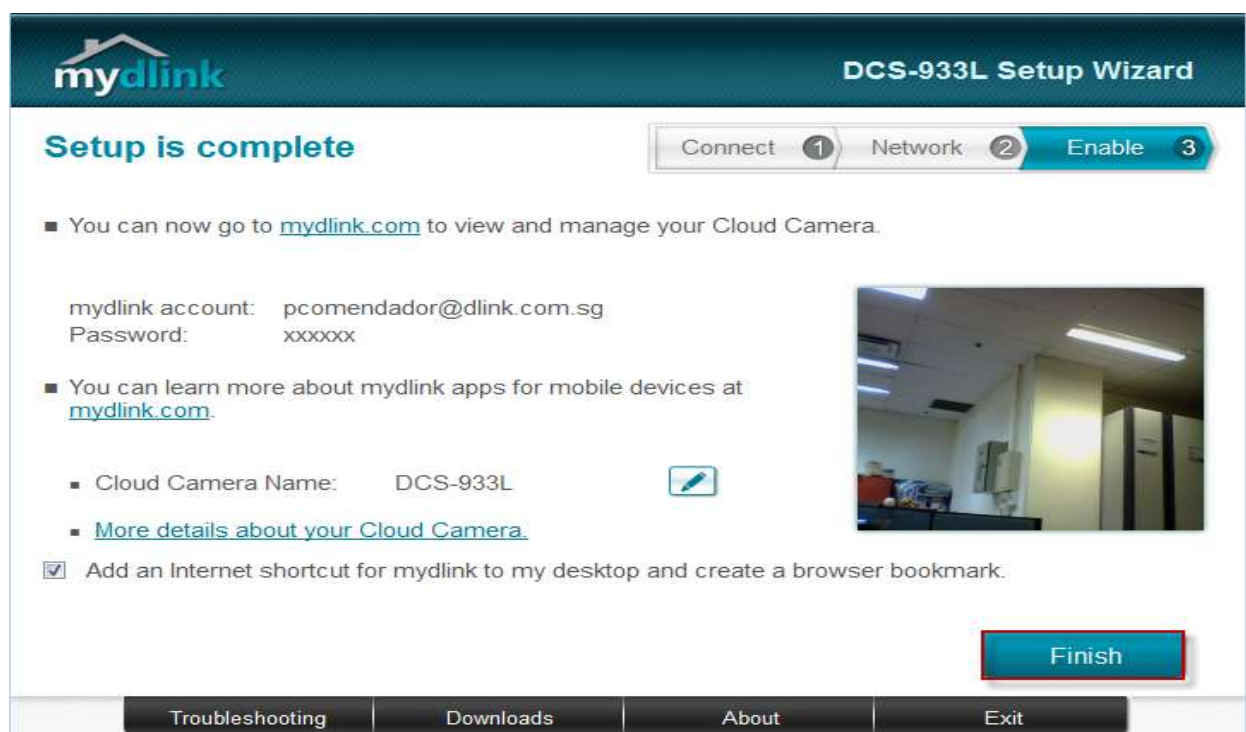 mydlink
DCS-933L Setup Wizard
Setup is complete
Connect 1 Network 2 Enable 3
You can now go to mydlink.com to view and manage your Cloud Camera.
mydlink account: pcomendador@dlink.com.sg
Password: xxxxxx
You can learn more about mydlink apps for mobile devices at
mydlink.com.
Cloud Camera Name: DCS-933L
More details about your Cloud Camera.
Add an Internet shortcut for mydlink to my desktop and create a browser bookmark.
Finish
Troubleshooting Downloads About Exit